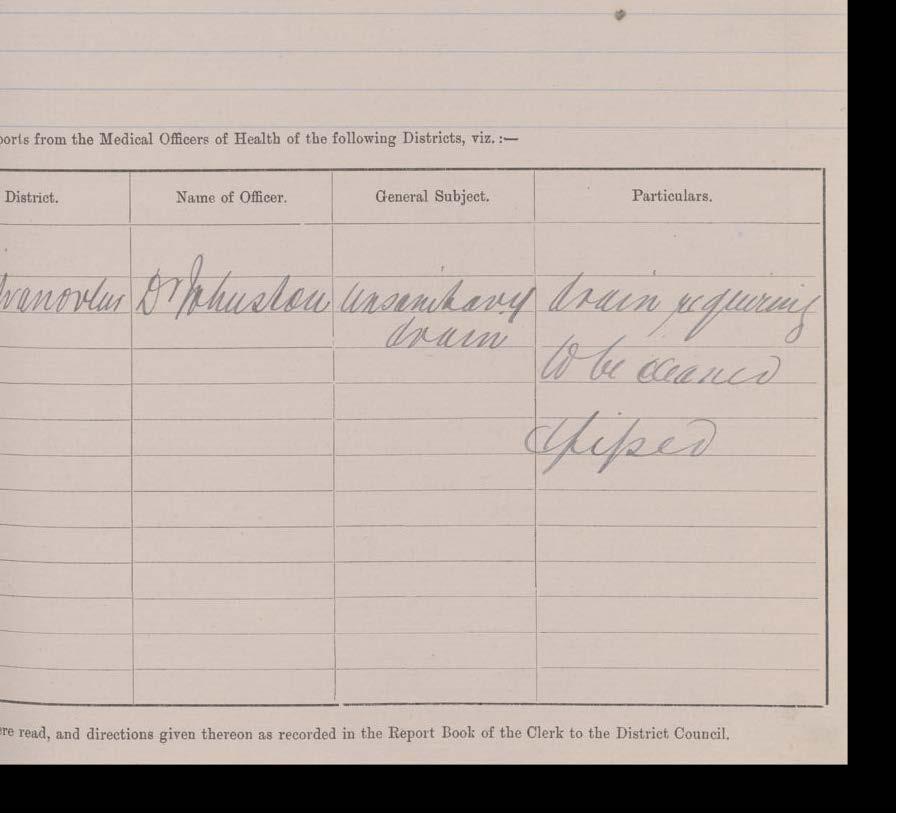 ports from the Medical Officers of Health of the following Districts, viz.:—
District. Name of Officer. General Subject. Particulars.
Dr Johnston Unsanitary drain requiring
drain
to be cleaned
& piped
re read, and directions given thereon as recorded in the Report Book of the Clerk to the District Council.